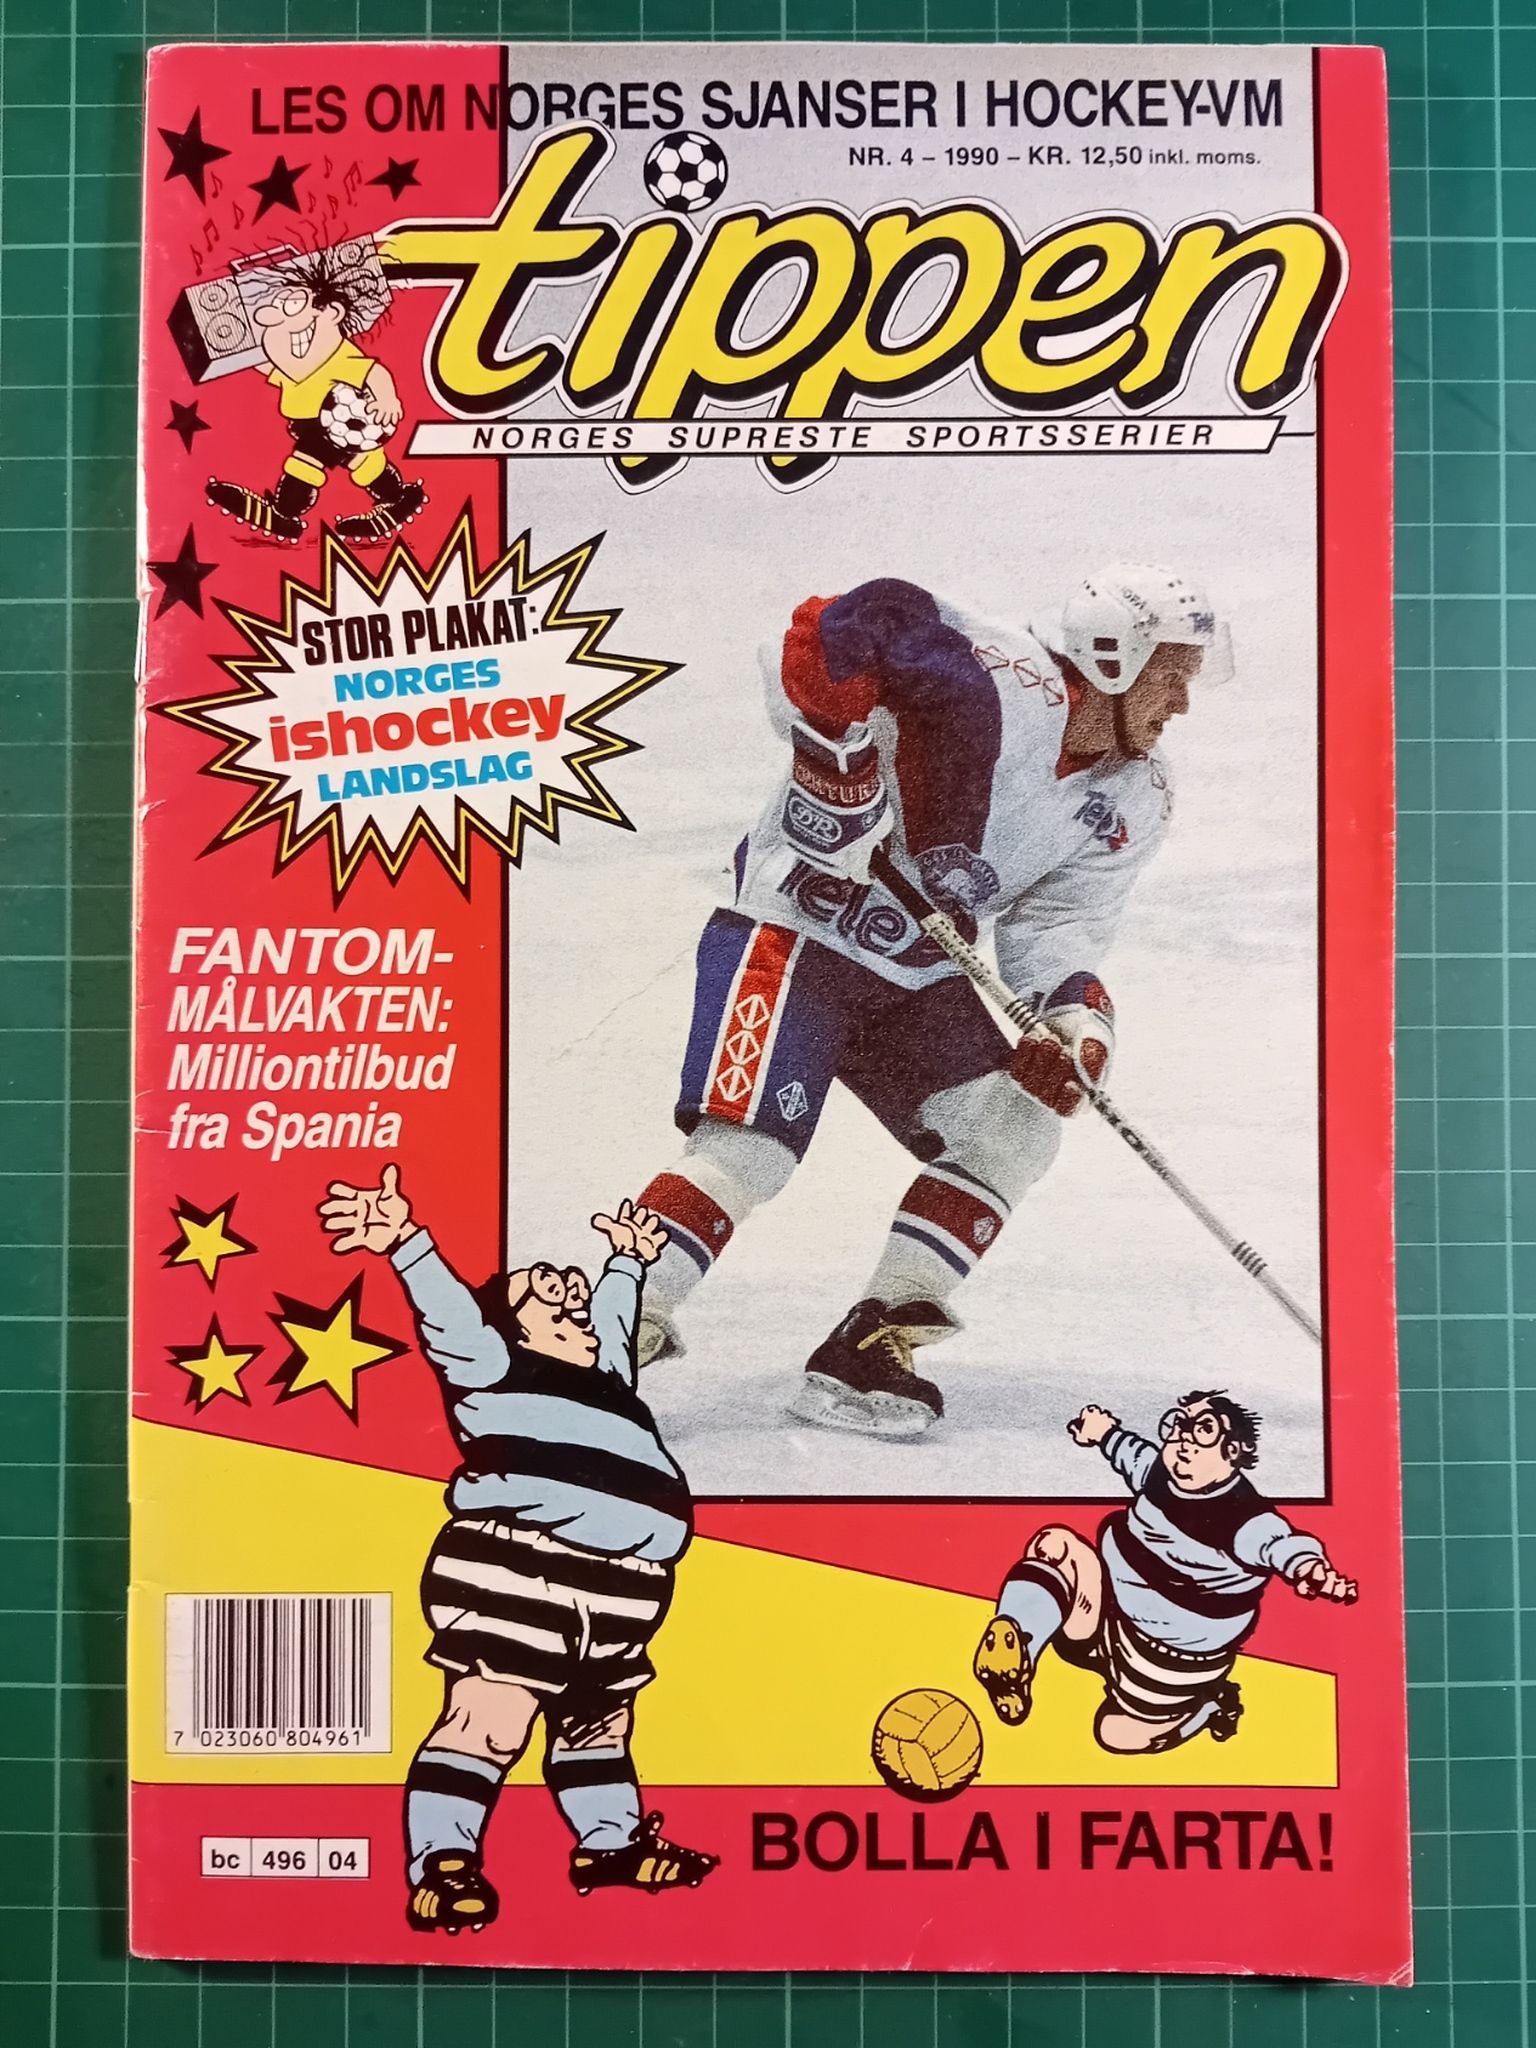 LES OM NORGES SJANSER I HOCKEY-VM
NR. 4 – 1990 – KR. 12,50 inkl. moms.
tippen
NORGES SUPRESTE SPORTSSERIER
STOR PLAKAT:
NORGES
ishockey
LANDSLAG
FANTOM-
MÅLVAKTEN:
Milliontilbud
fra Spania
Tele
7 023060 804961
bc 496 04
BOLLA I FARTA!